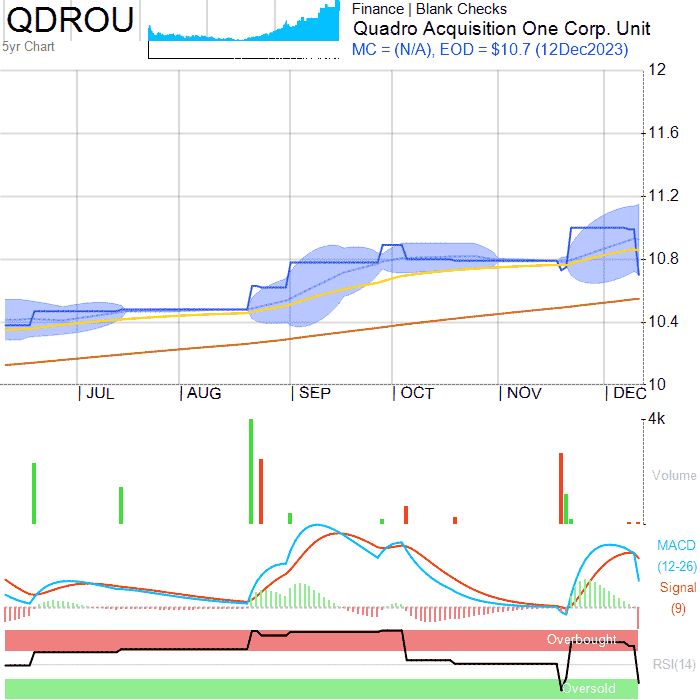 QDROU
5yr Chart
Finance | Blank Checks
Quadro Acquisition One Corp. Unit
MC = (N/A), EOD = $10.7 (12Dec2023)
12
11.6
11.2
10.8
10.4
10
| JUL | AUG | SEP | OCT | NOV | DEC
4k
Volume
MACD
(12-26)
Signal
(9)
Overbought
RSI(14)
Oversold